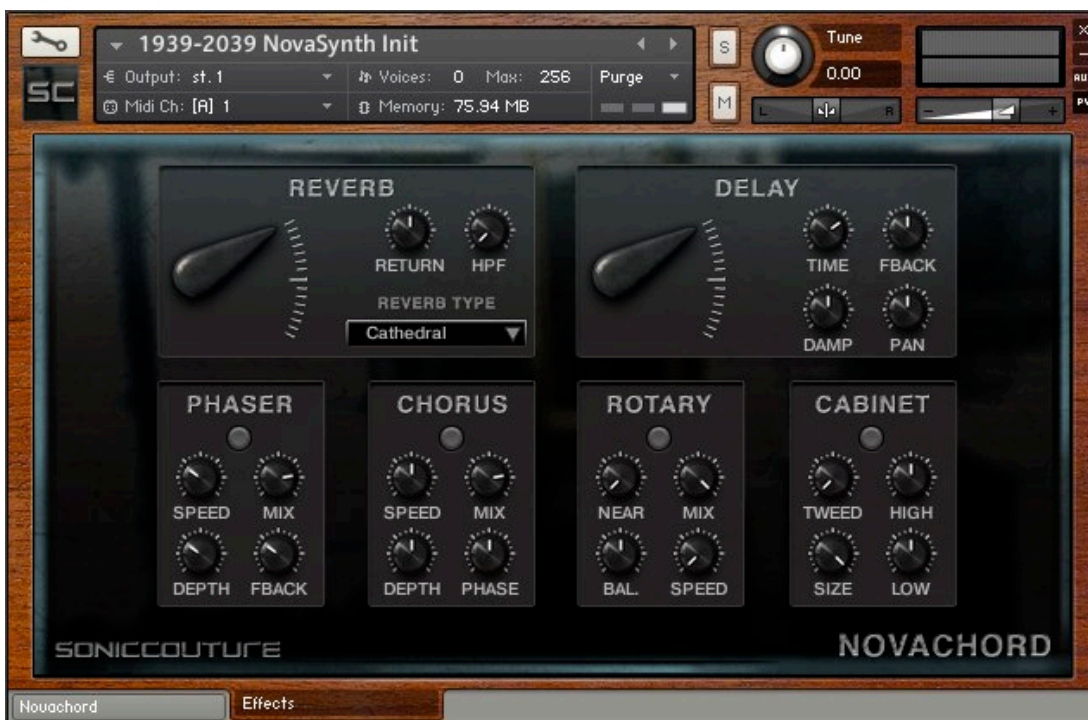 1939-2039 NovaSynth Init
S
Tune
Output: st.1
Voices: 0 Max: 256
Purge
0.00
SC
Midi Ch: [A] 1
Memory: 75.94 MB
M
L
R
- +
×
-
AU
PV
REVERB
RETURN HPF
REVERB TYPE
Cathedral
DELAY
TIME FBACK
DAMP PAN
PHASER
SPEED MIX
DEPTH FBACK
CHORUS
SPEED MIX
DEPTH PHASE
ROTARY
NEAR MIX
BAL. SPEED
CABINET
TWEED HIGH
SIZE LOW
SONICCOUTURE
NOVACHORD
Novachord
Effects